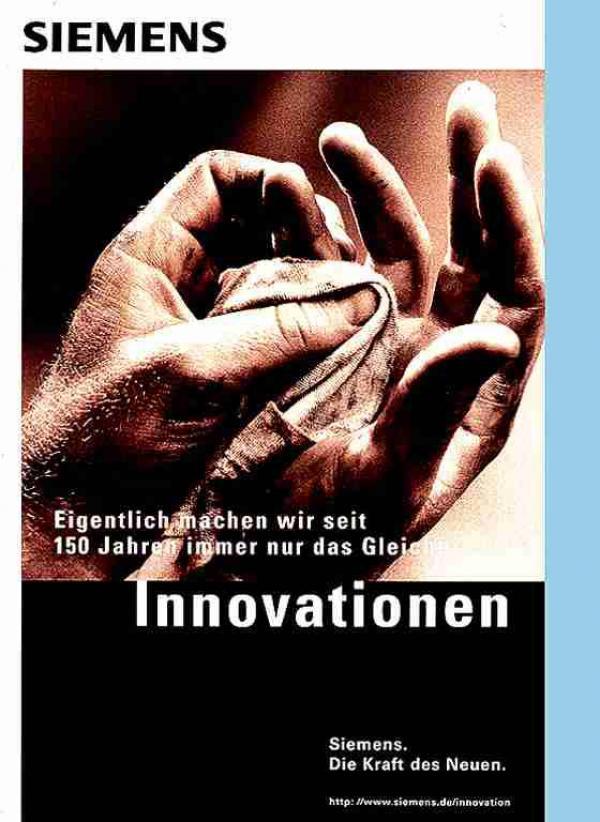 SIEMENS
Eigentlich machen wir seit
150 Jahren immer nur das Gleiche
Innovationen
Siemens.
Die Kraft des Neuen.
http://www.siemens.de/innovation